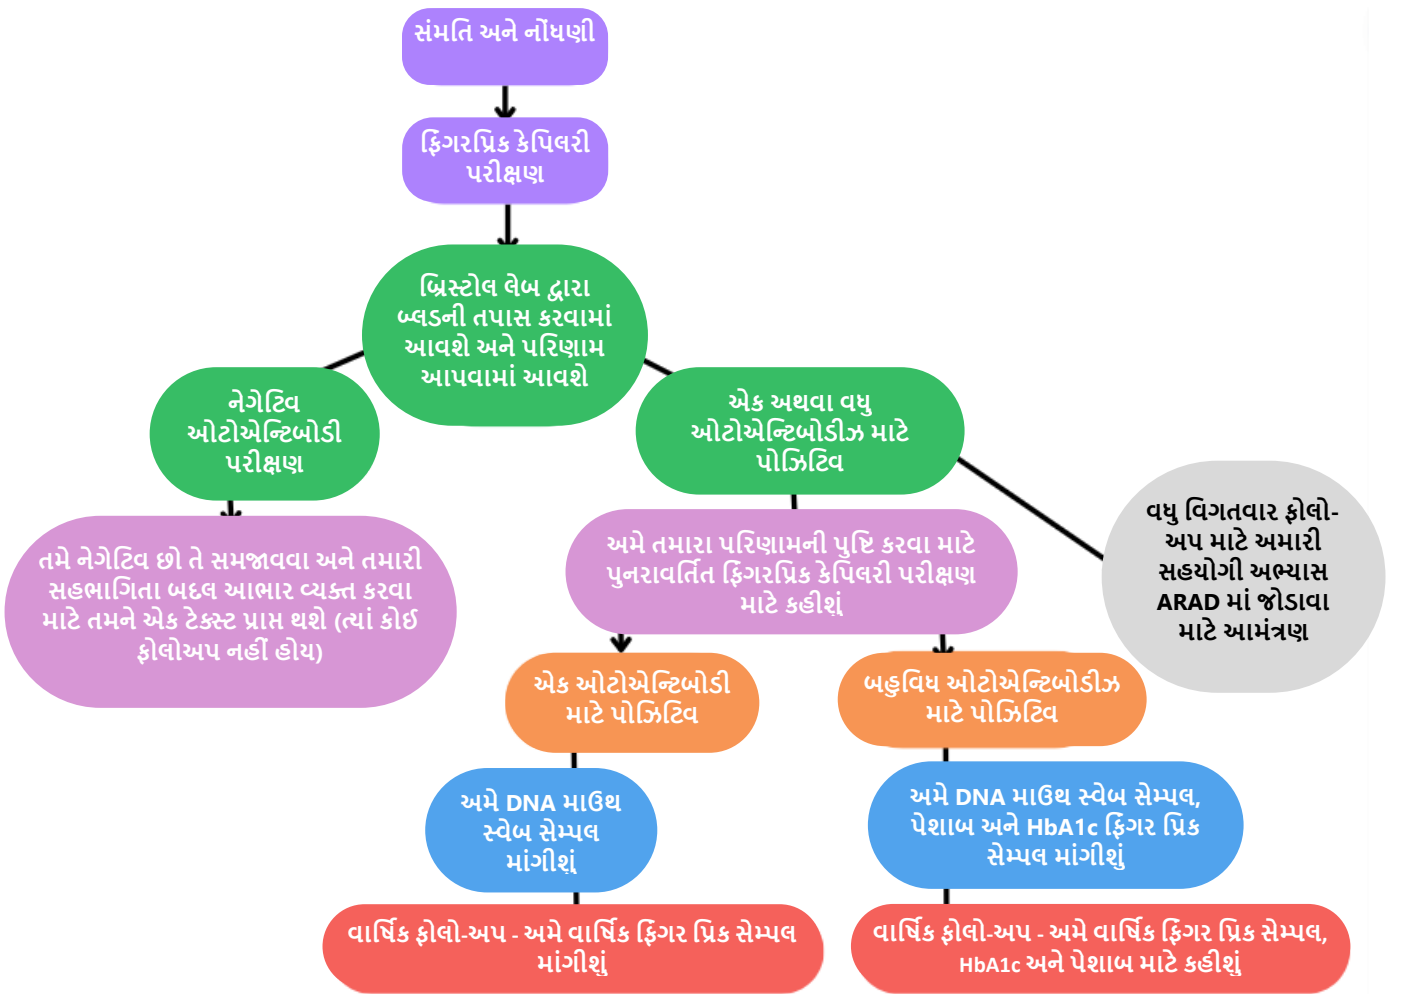 સંમતિ અને નોંધણી
ફિંગરપ્રિક કેપિલરી
પરીક્ષણ
બ્રિસ્ટોલ લેબ દ્વારા
બ્લડની તપાસ કરવામાં
આવશે અને પરિણામ
આપવામાં આવશે
નેગેટિવ
ઓટોએન્ટિબોડી
પરીક્ષણ
એક અથવા વધુ
ઓટોએન્ટિબોડીઝ માટે
પોઝિટિવ
તમે નેગેટિવ છો તે સમજાવવા અને તમારી
સહભાગિતા બદલ આભાર વ્યક્ત કરવા
માટે તમને એક ટેક્સ્ટ પ્રાપ્ત થશે (ત્યાં કોઈ
ફોલોઅપ નહીં હોય)
અમે તમારા પરિણામની પુષ્ટિ કરવા માટે
પુનરાવર્તિત ફિંગરપ્રિક કેપિલરી પરીક્ષણ
માટે કહીશું
વધુ વિગતવાર ફોલો-
અપ માટે અમારી
સહયોગી અભ્યાસ
ARAD માં જોડાવા
માટે આમંત્રણ
એક ઓટોએન્ટિબોડી
માટે પોઝિટિવ
બહુવિધ ઓટોએન્ટિબોડીઝ
માટે પોઝિટિવ
અમે DNA માઉથ
સ્વેબ સેમ્પલ
માંગીશું
અમે DNA માઉથ સ્વેબ સેમ્પલ,
પેશાબ અને HbA1c ફિંગર પ્રિક
સેમ્પલ માંગીશું
વાર્ષિક ફોલો-અપ - અમે વાર્ષિક ફિંગર પ્રિક સેમ્પલ
માંગીશું
વાર્ષિક ફોલો-અપ - અમે વાર્ષિક ફિંગર પ્રિક સેમ્પલ,
HbA1c અને પેશાબ માટે કહીશું